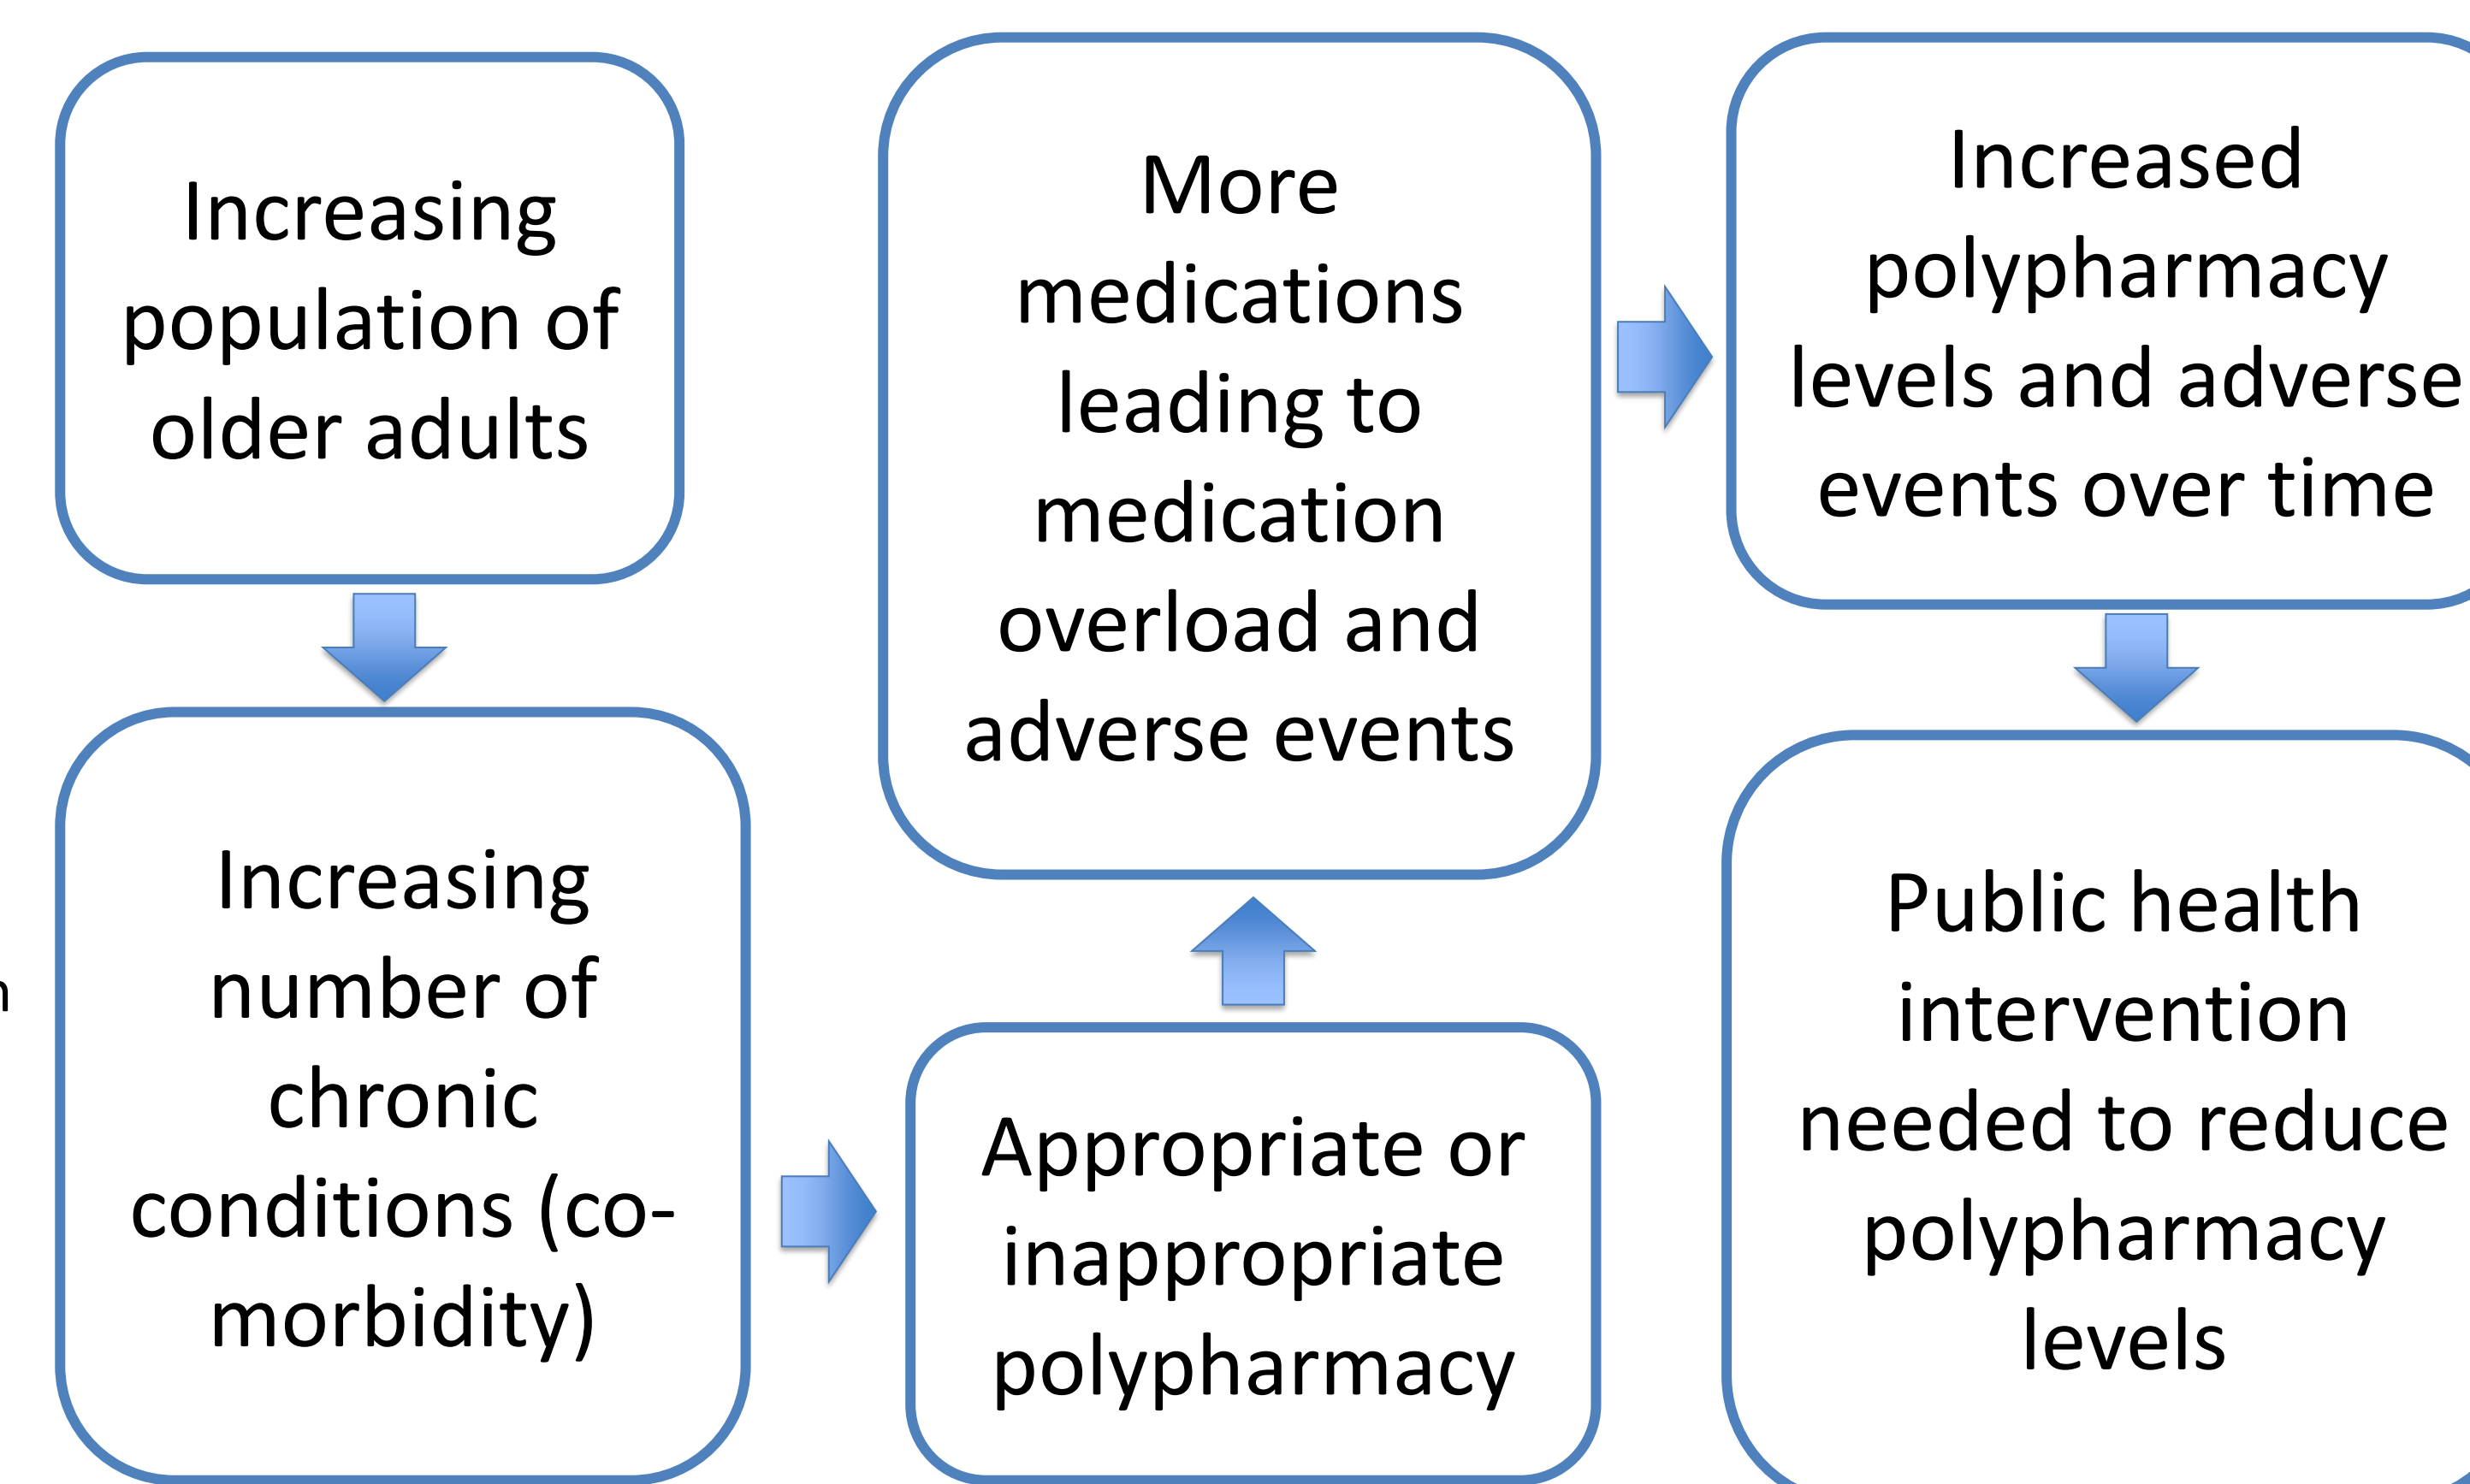 Increasing
population of
older adults
Increasing
number of
chronic
conditions (co-
morbidity)
Appropriate or
inappropriate
polypharmacy
More
medications
leading to
medication
overload and
adverse events
Increased
polypharmacy
levels and adverse
events over time
Public health
intervention
needed to reduce
polypharmacy
levels